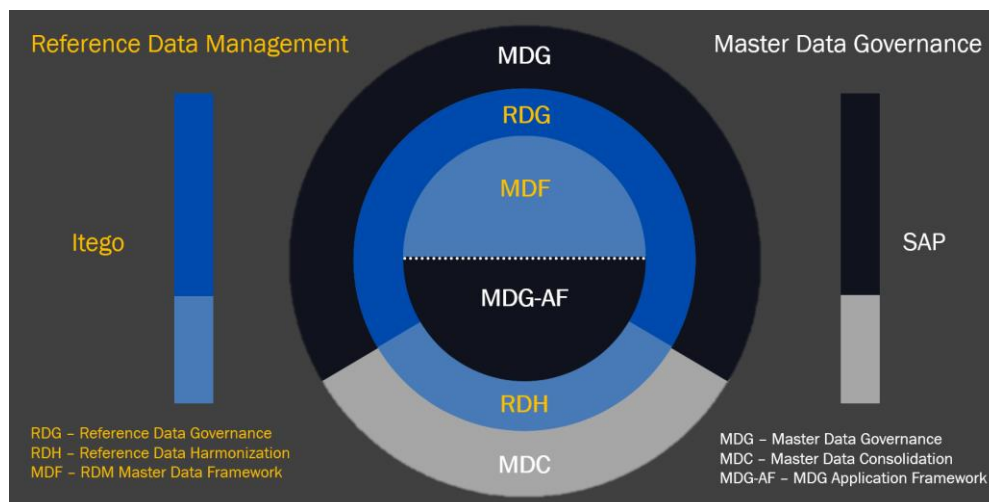 Reference Data Management
Master Data Governance
MDG
RDG
MDF
Itego
SAP
MDG-AF
RDH
MDC
RDG – Reference Data Governance
RDH – Reference Data Harmonization
MDF – RDM Master Data Framework
MDG – Master Data Governance
MDC – Master Data Consolidation
MDG-AF – MDG Application Framework